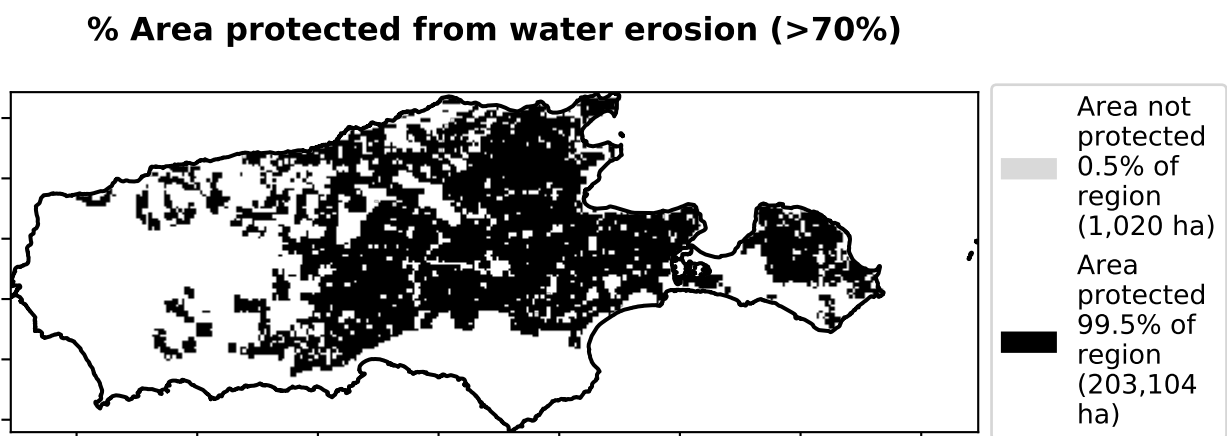 % Area protected from water erosion (>70%)
Area not
protected
0.5% of
region
(1,020 ha)
Area
protected
99.5% of
region
(203,104
ha)